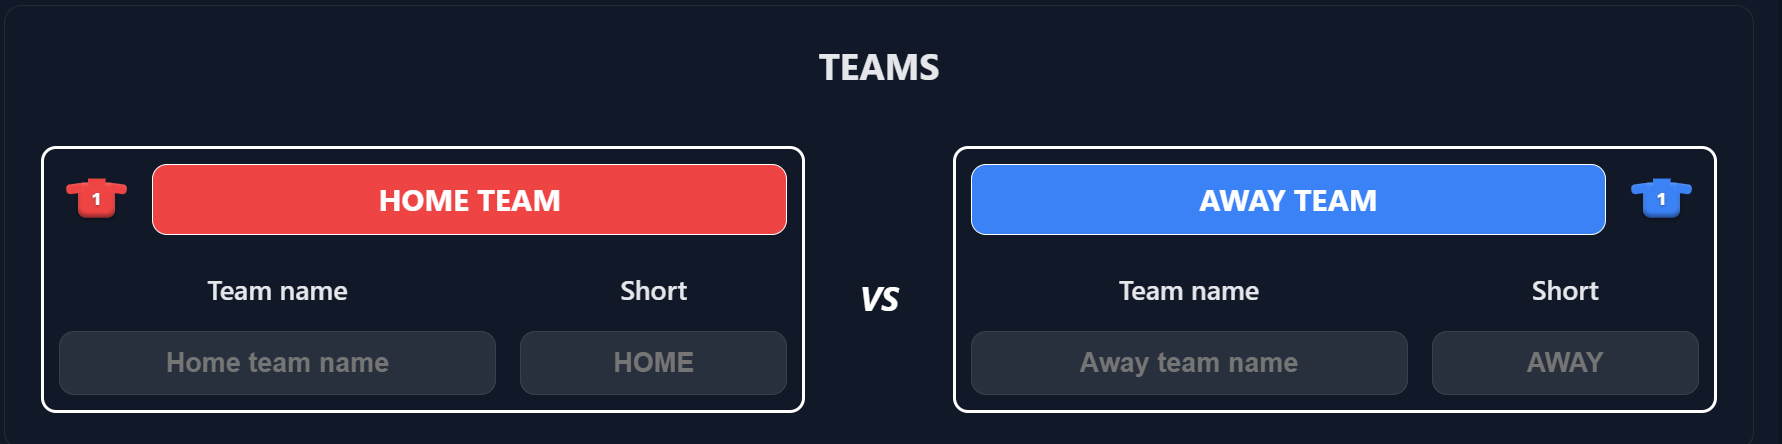 TEAMS
1
HOME TEAM
Team name
Short
Home team name
HOME
VS
AWAY TEAM
1
Team name
Short
Away team name
AWAY